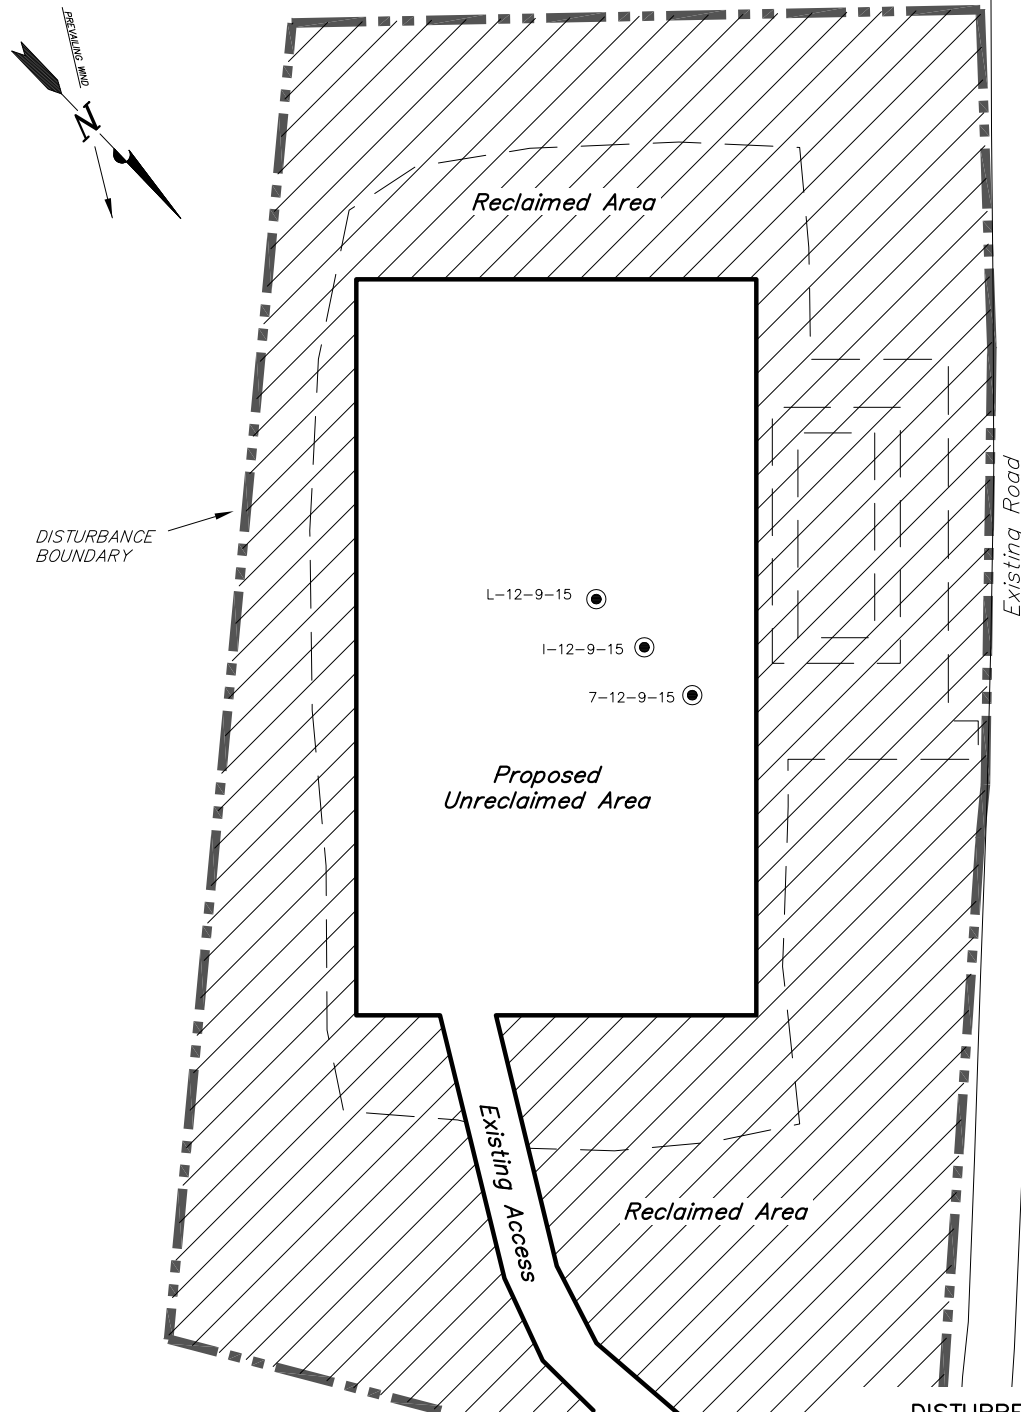 PREVAILING WIND
N
Reclaimed Area
Existing Road
DISTURBANCE
BOUNDARY
L-12-9-15
I-12-9-15
7-12-9-15
Proposed
Unreclaimed Area
Existing Access
Reclaimed Area